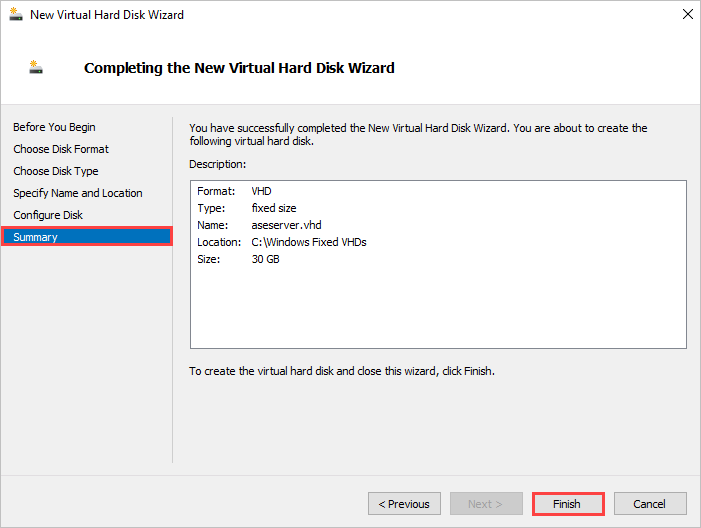 New Virtual Hard Disk Wizard
Completing the New Virtual Hard Disk Wizard
Before You Begin
Choose Disk Format
Choose Disk Type
Specify Name and Location
Configure Disk
Summary
You have successfully completed the New Virtual Hard Disk Wizard. You are about to create the
following virtual hard disk.
Description:
Format: VHD
Type: fixed size
Name: aseserver.vhd
Location: C:\Windows Fixed VHDs
Size: 30 GB
To create the virtual hard disk and close this wizard, click Finish.
< Previous Next > Finish Cancel